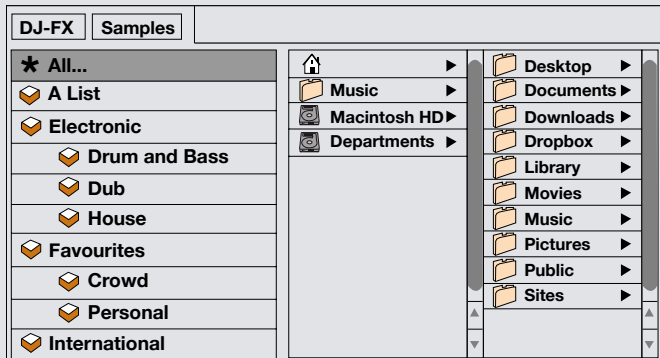 DJ-FX Samples
All...
A List
Electronic
Drum and Bass
Dub
House
Favourites
Crowd
Personal
International
Music
Macintosh HD
Departments
Desktop
Documents
Downloads
Dropbox
Library
Movies
Music
Pictures
Public
Sites